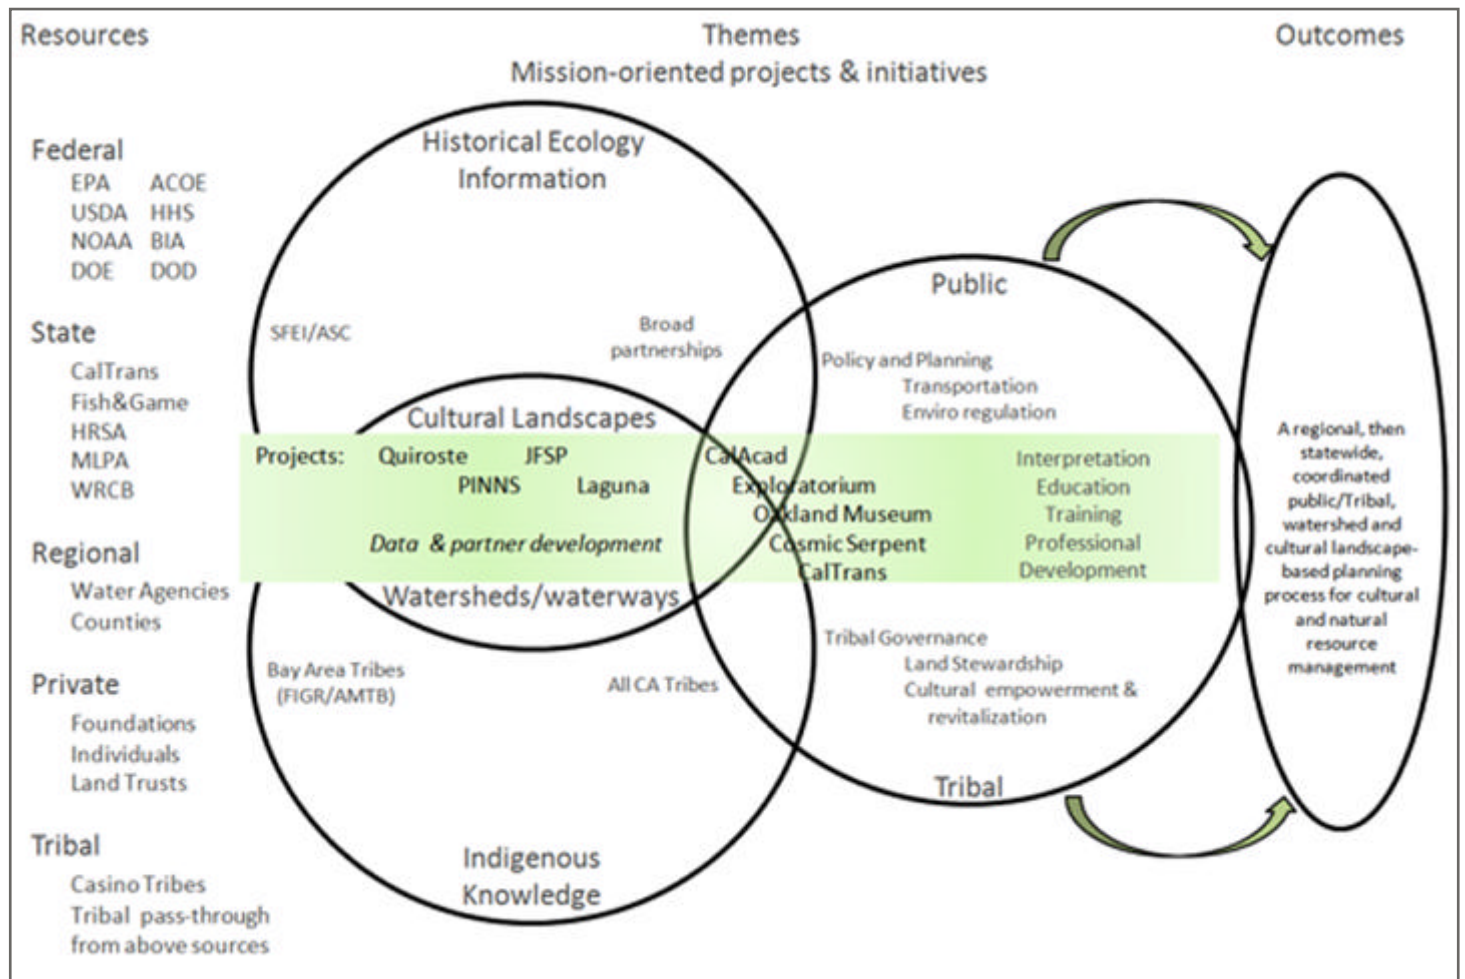 Resources
Themes
Outcomes
Mission-oriented projects & initiatives
Federal
EPA ACOE
USDA HHS
NOAA BIA
DOE DOD
State
CalTrans
Fish&Game
HRSA
MLPA
WRCB
Regional
Water Agencies
Counties
Private
Foundations
Individuals
Land Trusts
Tribal
Casino Tribes
Tribal pass-through
from above sources
Historical Ecology
Information
SFEI/ASC
Broad
partnerships
Cultural Landscapes
Projects: Quiroste JFSP
PINNS Laguna
Data & partner development
Watersheds/waterways
Bay Area Tribes
(FIGR/AMTB)
All CA Tribes
Indigenous
Knowledge
CalAcad
Exploratorium
Oakland Museum
Cosmic Serpent
CalTrans
Public
Policy and Planning
Transportation
Enviro regulation
Interpretation
Education
Training
Professional
Development
Tribal Governance
Land Stewardship
Cultural empowerment &
revitalization
Tribal
A regional, then
statewide,
coordinated
public/Tribal,
watershed and
cultural landscape-
based planning
process for cultural
and natural
resource
management